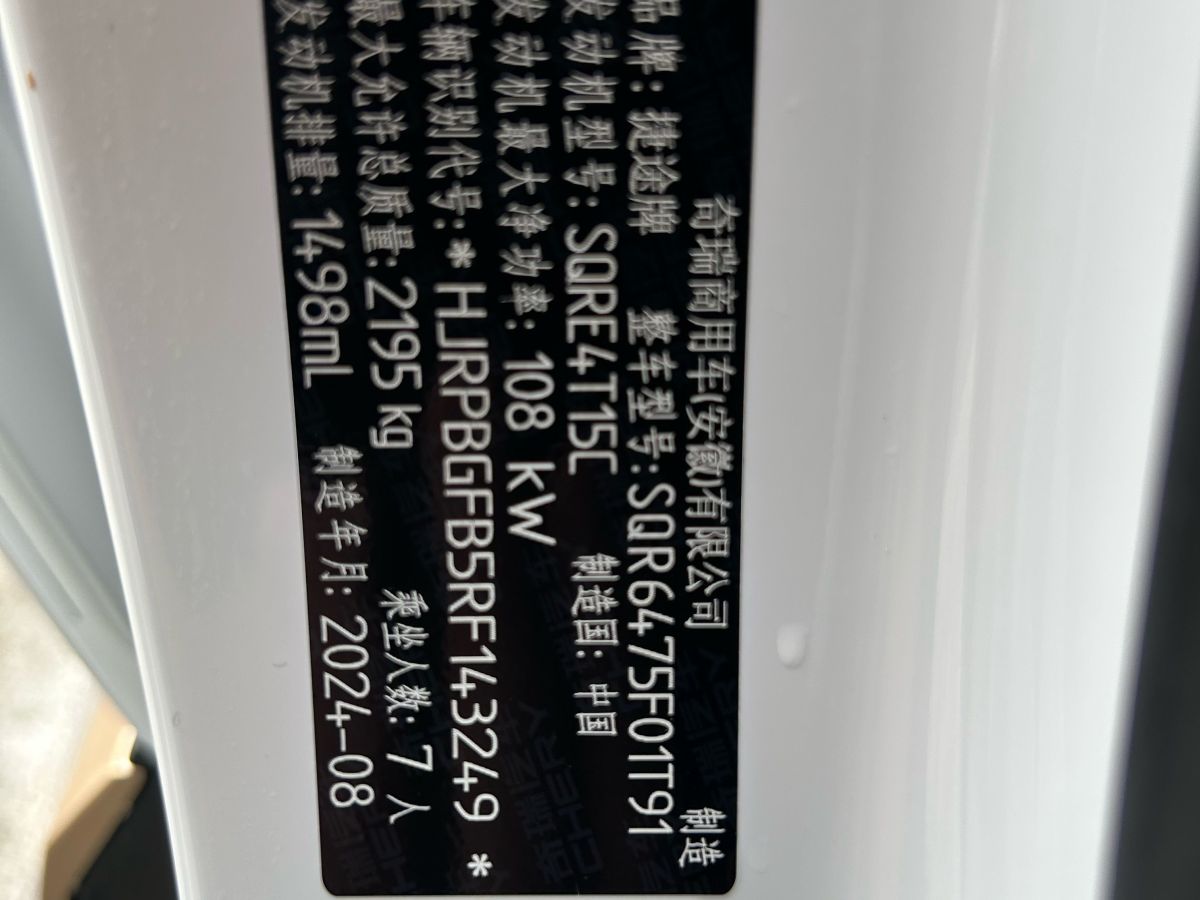 奇瑞商用车(安徽)有限公司 制造
品牌:捷途牌 整车型号:SQR6475F01T91
发动机型号:SQRE4T15C 制造国:中国
发动机最大净功率:108 kW
车辆识别代号:*HJRPBGFB5RF143249*
最大允许总质量:2195 kg 乘坐人数:7 人
发动机排量:1498mL 制造年月:2024-08